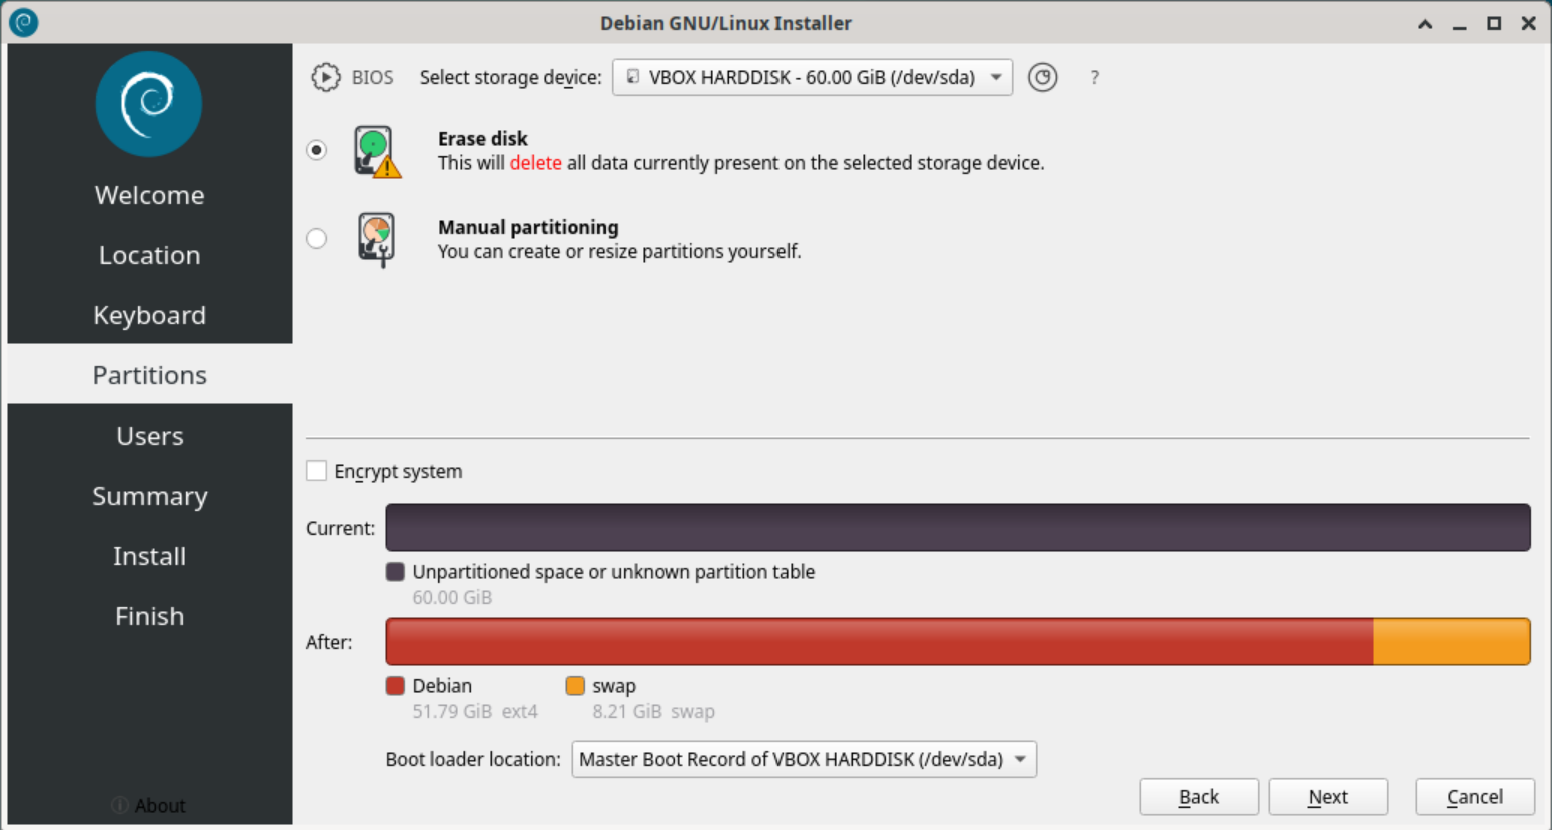 Debian GNU/Linux Installer
BIOS Select storage device: VBOX HARDDISK - 60.00 GiB (/dev/sda) ?
Welcome
Location
Keyboard
Partitions
Users
Summary
Install
Finish
About
Erase disk
This will delete all data currently present on the selected storage device.
Manual partitioning
You can create or resize partitions yourself.
Encrypt system
Current:
Unpartitioned space or unknown partition table
60.00 GiB
After:
Debian swap
51.79 GiB ext4 8.21 GiB swap
Boot loader location: Master Boot Record of VBOX HARDDISK (/dev/sda)
Back Next Cancel